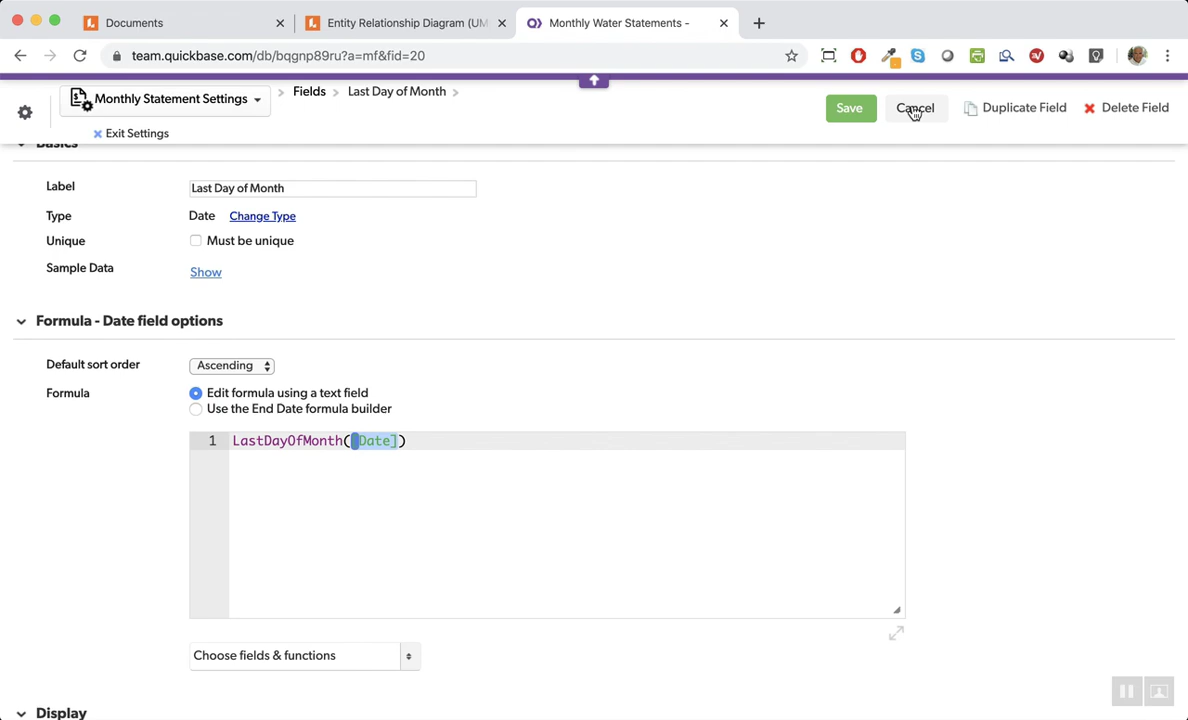 Documents
Entity Relationship Diagram (UM
Monthly Water Statements -
team.quickbase.com/db/bqgnp89ru?a=mf&fid=20
Monthly Statement Settings > Fields > Last Day of Month >
Exit Settings
Save Cancel Duplicate Field Delete Field
Basics
Label Last Day of Month
Type Date Change Type
Unique Must be unique
Sample Data Show
Formula - Date field options
Default sort order Ascending
Formula Edit formula using a text field
Use the End Date formula builder
1 LastDayOfMonth([Date])
Choose fields & functions
Display